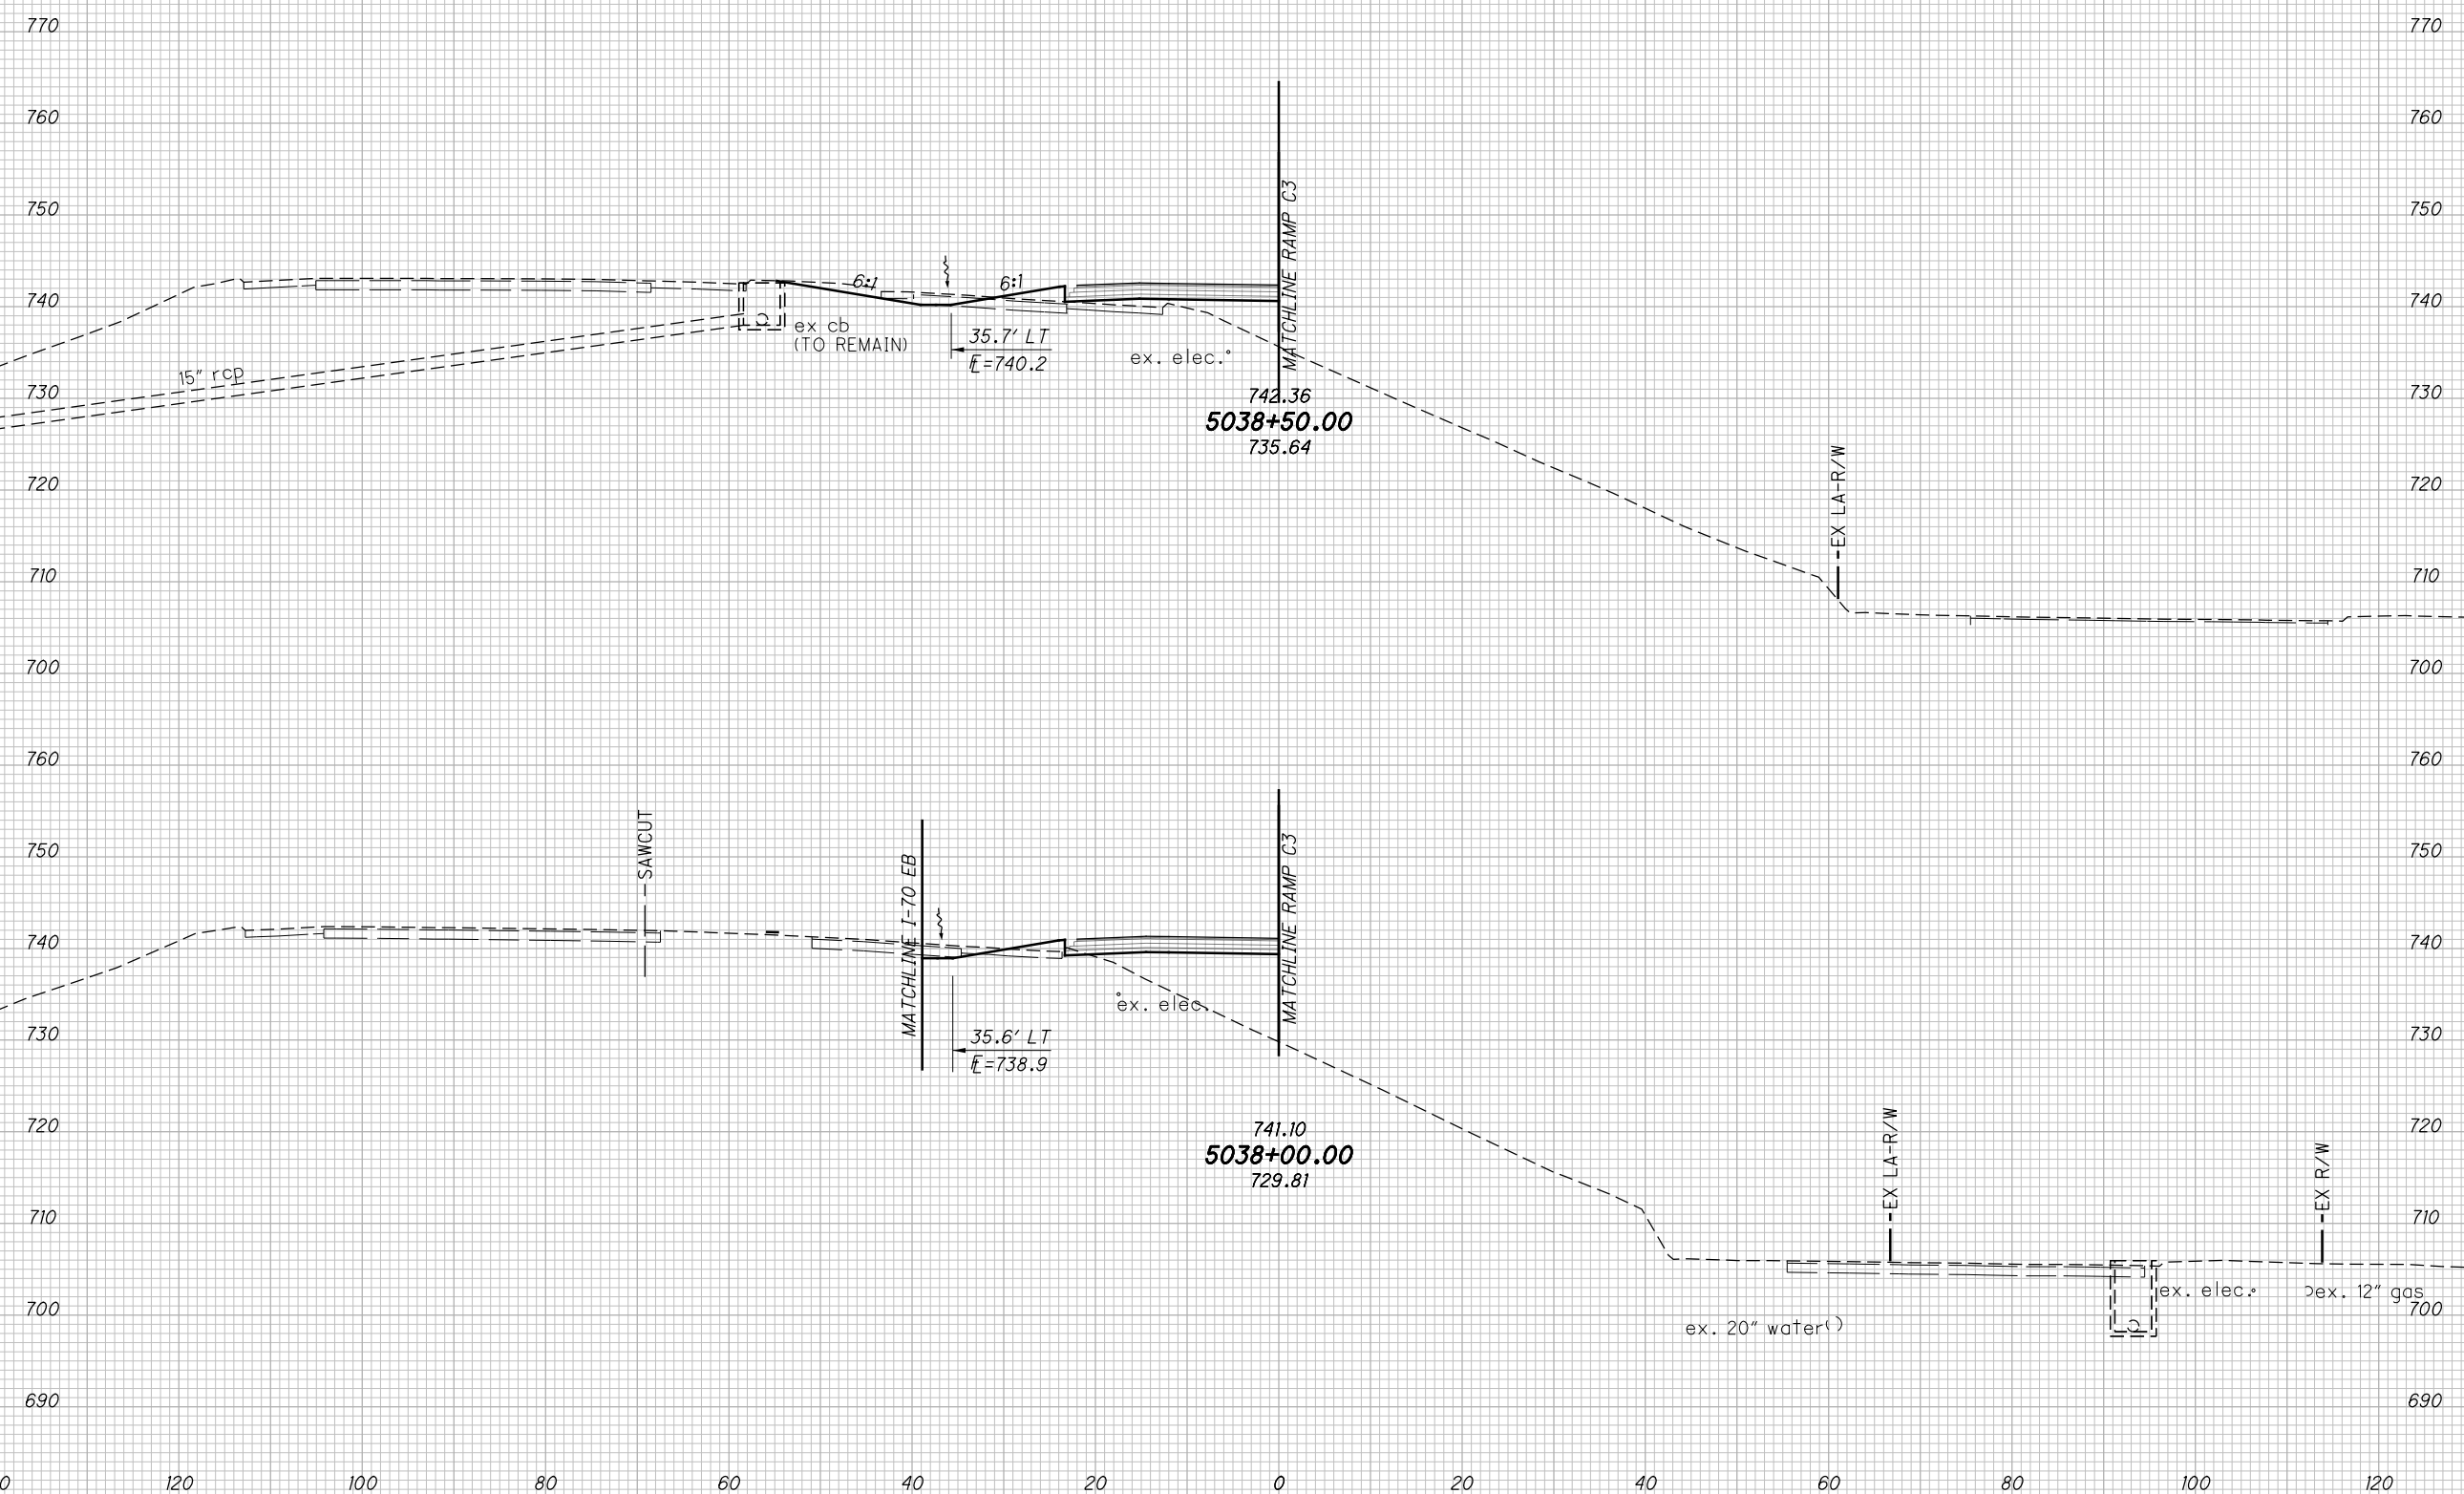 770 770
760 760
750 750
MATCHLINE RAMP C3
740 740
6:1 6:1
ex cb
(TO REMAIN)
35.7' LT
FL=740.2
ex. elec.
15" rcp
730 730
742.36
5038+50.00
735.64
EX LA-R/W
720 720
710 710
700 700
760 760
SAWCUT
750 750
MATCHLINE I-70 EB
MATCHLINE RAMP C3
740 740
ex. elec.
730 730
35.6' LT
FL=738.9
720 720
741.10
5038+00.00
729.81
EX LA-R/W
EX R/W
710 710
ex. elec.
ex. 12" gas
700 700
ex. 20" water
690 690
0 120 100 80 60 40 20 0 20 40 60 80 100 120